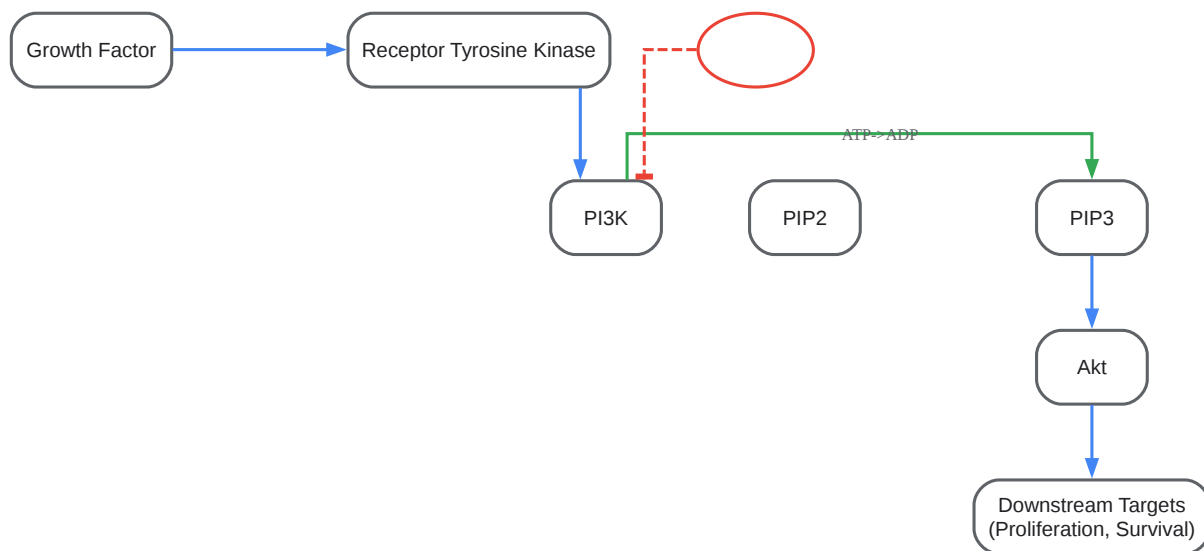 Growth Factor
Receptor Tyrosine Kinase
ATP->ADP
PI3K
PIP2
PIP3
Akt
Downstream Targets
(Proliferation, Survival)